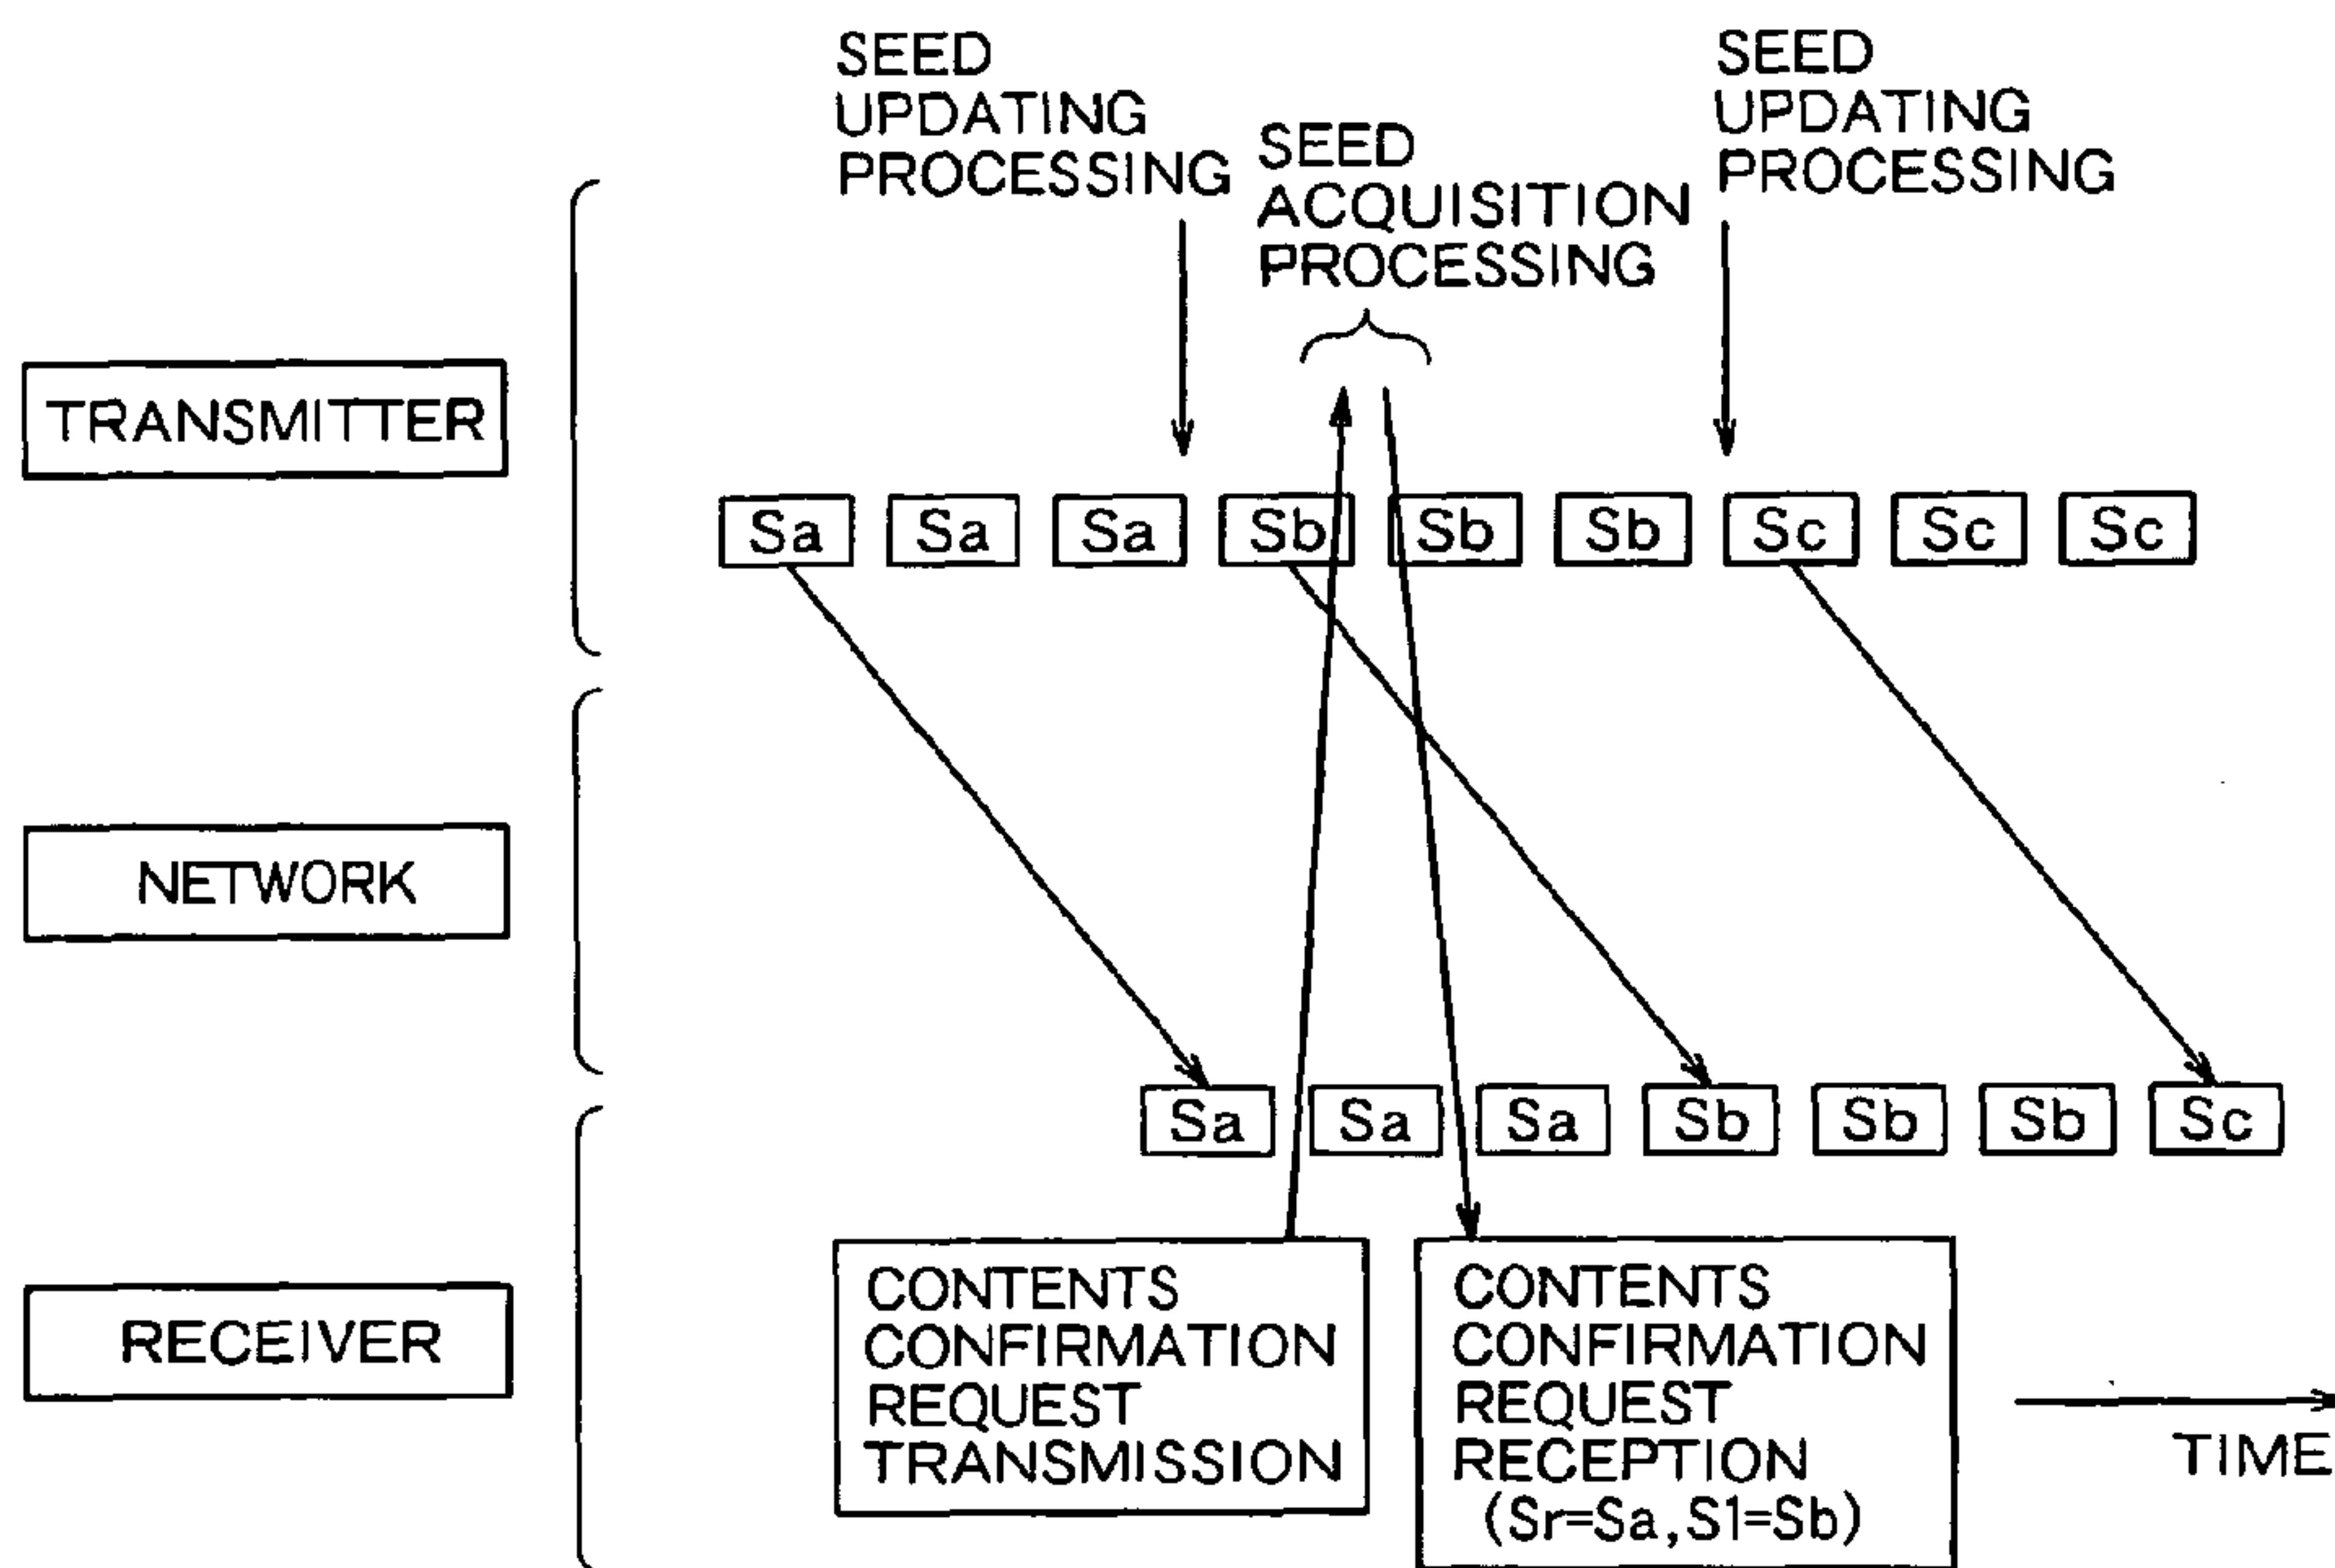 SEED
UPDATING
PROCESSING
SEED
ACQUISITION
PROCESSING
SEED
UPDATING
PROCESSING
TRANSMITTER
Sa Sa Sa Sb Sb Sb Sc Sc Sc
NETWORK
Sa Sa Sa Sb Sb Sb Sc
RECEIVER
CONTENTS
CONFIRMATION
REQUEST
TRANSMISSION
CONTENTS
CONFIRMATION
REQUEST
RECEPTION
(Sr=Sa,S1=Sb)
TIME